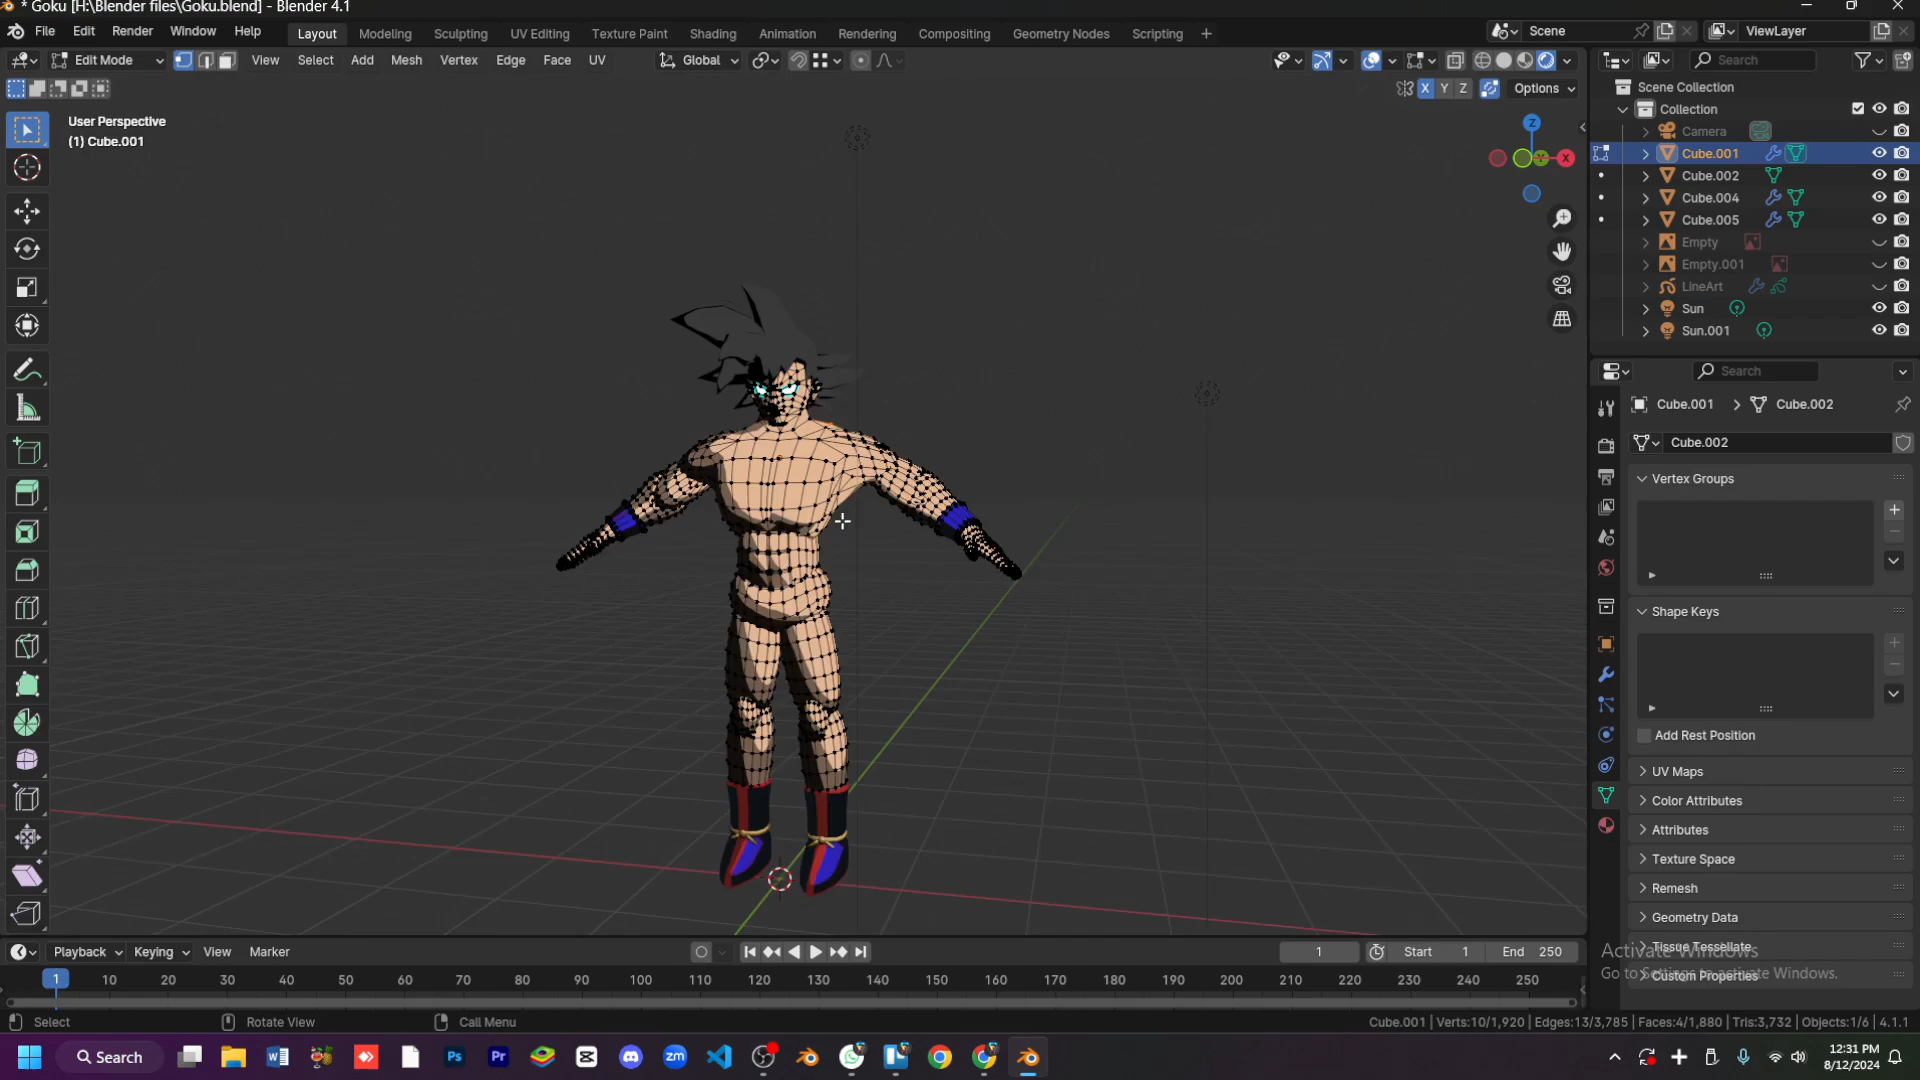 * Goku [H:\Blender files\Goku.blend] - Blender 4.1
File Edit Render Window Help Layout Modeling Sculpting UV Editing Texture Paint Shading Animation Rendering Compositing Geometry Nodes Scripting + Scene ViewLayer
Edit Mode View Select Add Mesh Vertex Edge Face UV Global Search
X Y Z Options
User Perspective
(1) Cube.001
Z
X
Scene Collection
Collection
Camera
Cube.001
Cube.002
Cube.004
Cube.005
Empty
Empty.001
LineArt
Sun
Sun.001
Search
Cube.001 > Cube.002
Cube.002
Vertex Groups
Shape Keys
Add Rest Position
UV Maps
Color Attributes
Attributes
Texture Space
Remesh
Geometry Data
Tissue Tessellate
Custom Properties
Activate Windows
Go to Settings to activate Windows.
Playback Keying View Marker 1 Start 1 End 250
1 10 20 30 40 50 60 70 80 90 100 110 120 130 140 150 160 170 180 190 200 210 220 230 240 250
Select Rotate View Call Menu Cube.001 | Verts:10/1,920 | Edges:13/3,785 | Faces:4/1,880 | Tris:3,732 | Objects:1/6 | 4.1.1
Search W Ps Pr zm
12:31 PM
8/12/2024